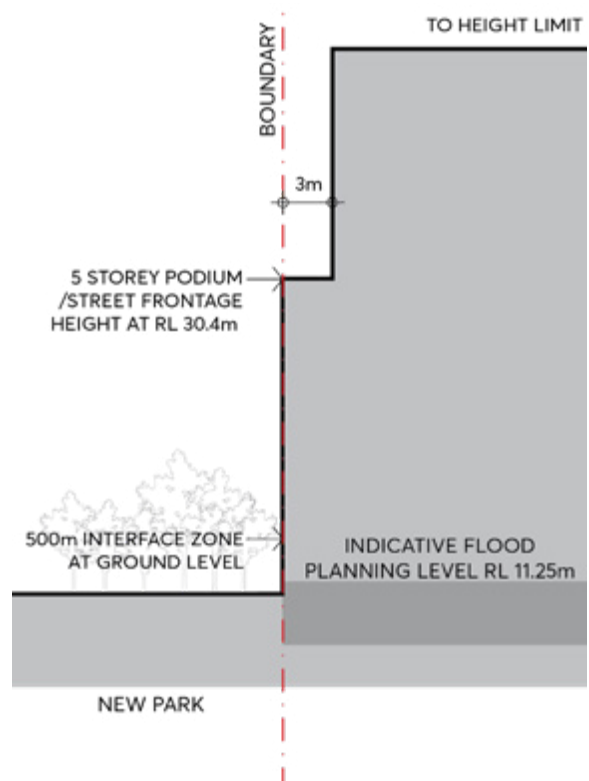 TO HEIGHT LIMIT
BOUNDARY
3m
5 STOREY PODIUM
/STREET FRONTAGE
HEIGHT AT RL 30.4m
500m INTERFACE ZONE
AT GROUND LEVEL
INDICATIVE FLOOD
PLANNING LEVEL RL 11.25m
NEW PARK